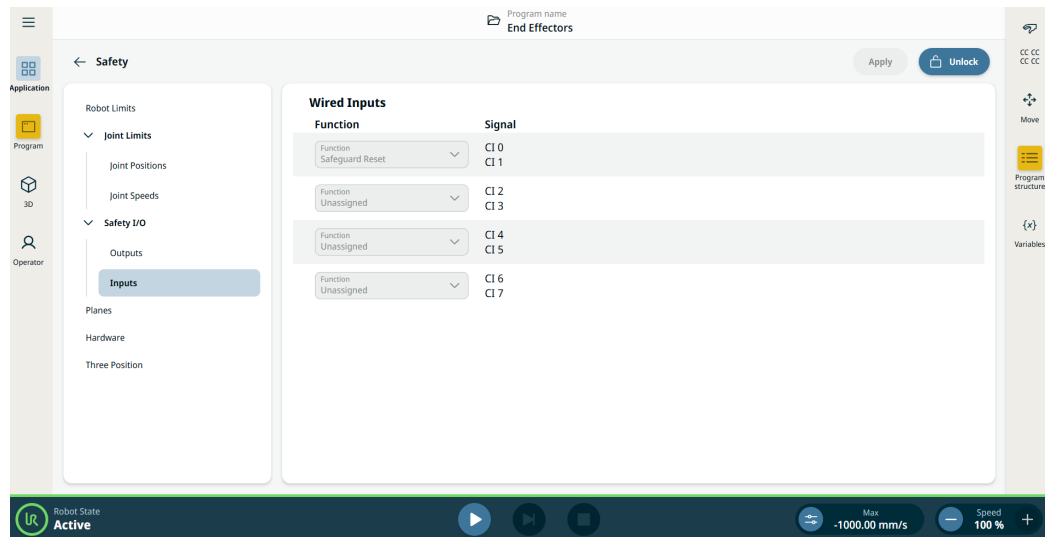 Program name
End Effectors
Application
Program
3D
Operator
Safety
Apply
Unlock
Robot Limits
Joint Limits
Joint Positions
Joint Speeds
Safety I/O
Outputs
Inputs
Planes
Hardware
Three Position
Wired Inputs
Function
Signal
Function
Safeguard Reset
CI 0
CI 1
Function
Unassigned
CI 2
CI 3
Function
Unassigned
CI 4
CI 5
Function
Unassigned
CI 6
CI 7
CC CC
CC CC
Move
Program
structure
{x}
Variables
UR
Robot State
Active
Max
-1000.00 mm/s
Speed
100 %